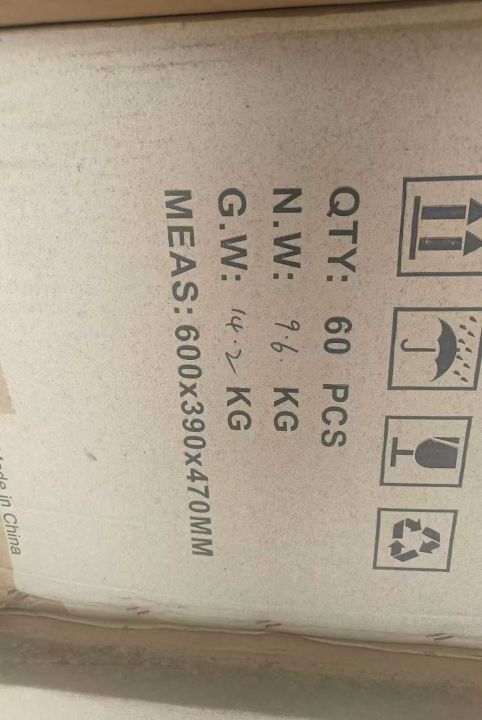 QTY: 60 PCS
N.W: 9.6. KG
G.W: 14.2 KG
MEAS: 600x390x470MM
Made in China